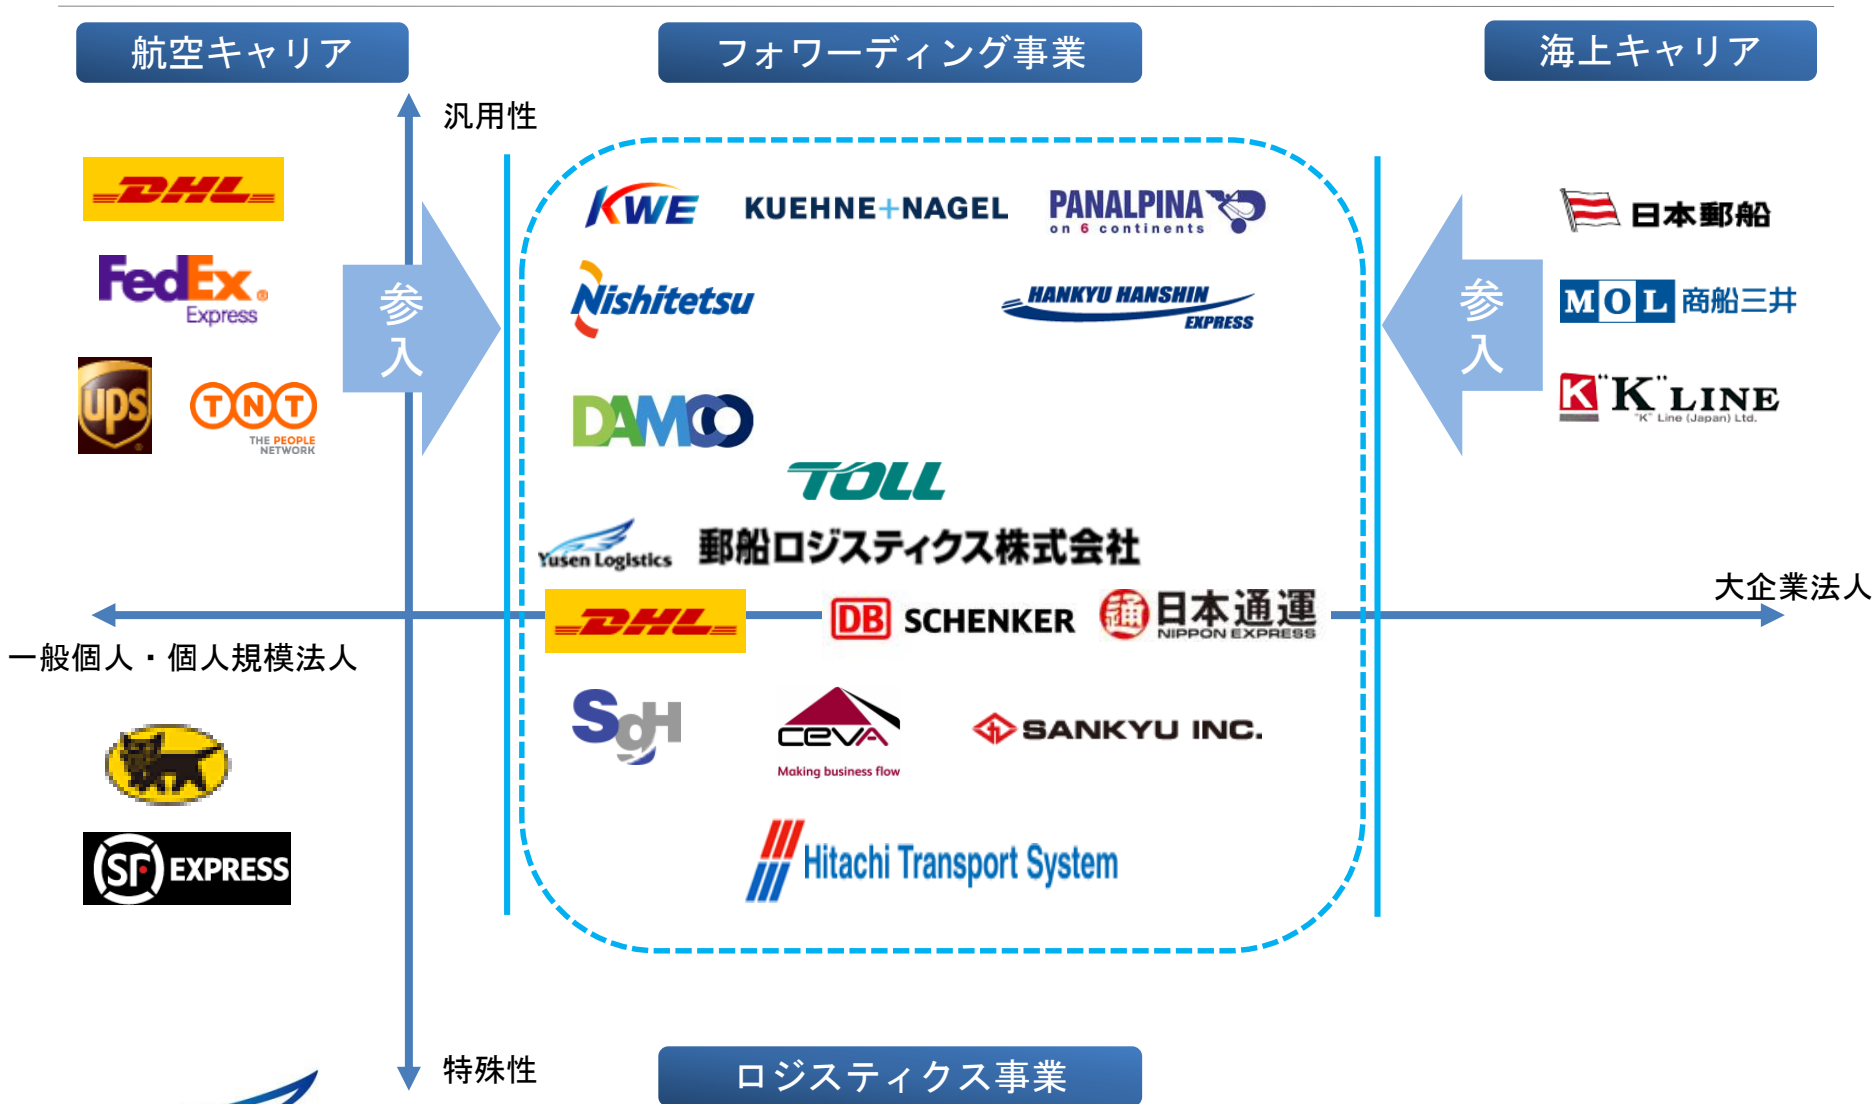 航空キャリア
フォワーディング事業
海上キャリア
汎用性
DHL
FedEx
Express
ups
TNT
THE PEOPLE
NETWORK
参入
KWE
KUEHNE+NAGEL
PANALPINA
on 6 continents
Nishitetsu
HANKYU HANSHIN
EXPRESS
DAMCO
TOLL
Yusen Logistics
郵船ロジスティクス株式会社
参入
日本郵船
MOL 商船三井
K "K" LINE
"K" Line (Japan) Ltd.
大企業法人
DHL
DB SCHENKER
通 日本通運
NIPPON EXPRESS
一般個人・個人規模法人
SgH
CEVA
Making business flow
SANKYU INC.
SF EXPRESS
Hitachi Transport System
特殊性
ロジスティクス事業